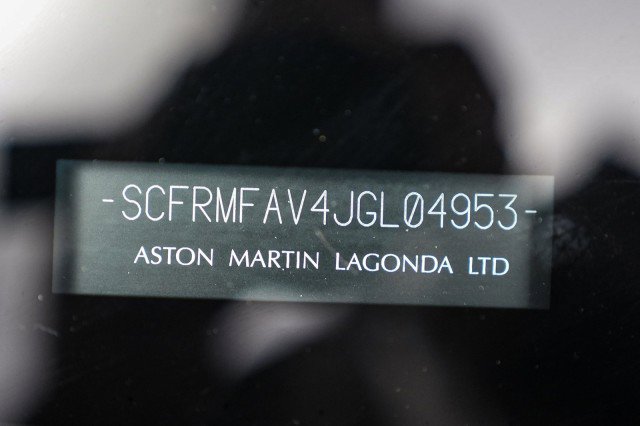 -SCFRMFAV4JGL04953-
ASTON MARTIN LAGONDA LTD